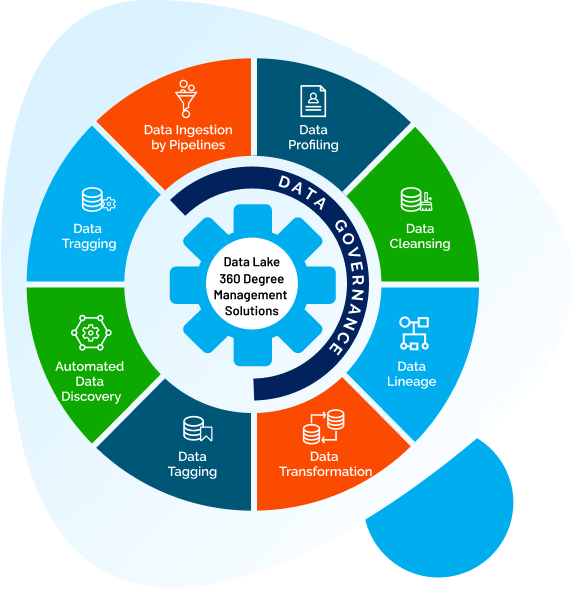 Data Ingestion
by Pipelines
Data
Profiling
Data
Cleansing
Data
Lineage
Data
Transformation
Data
Tagging
Automated
Data
Discovery
Data
Tragging
DATA GOVERNANCE
Data Lake
360 Degree
Management
Solutions